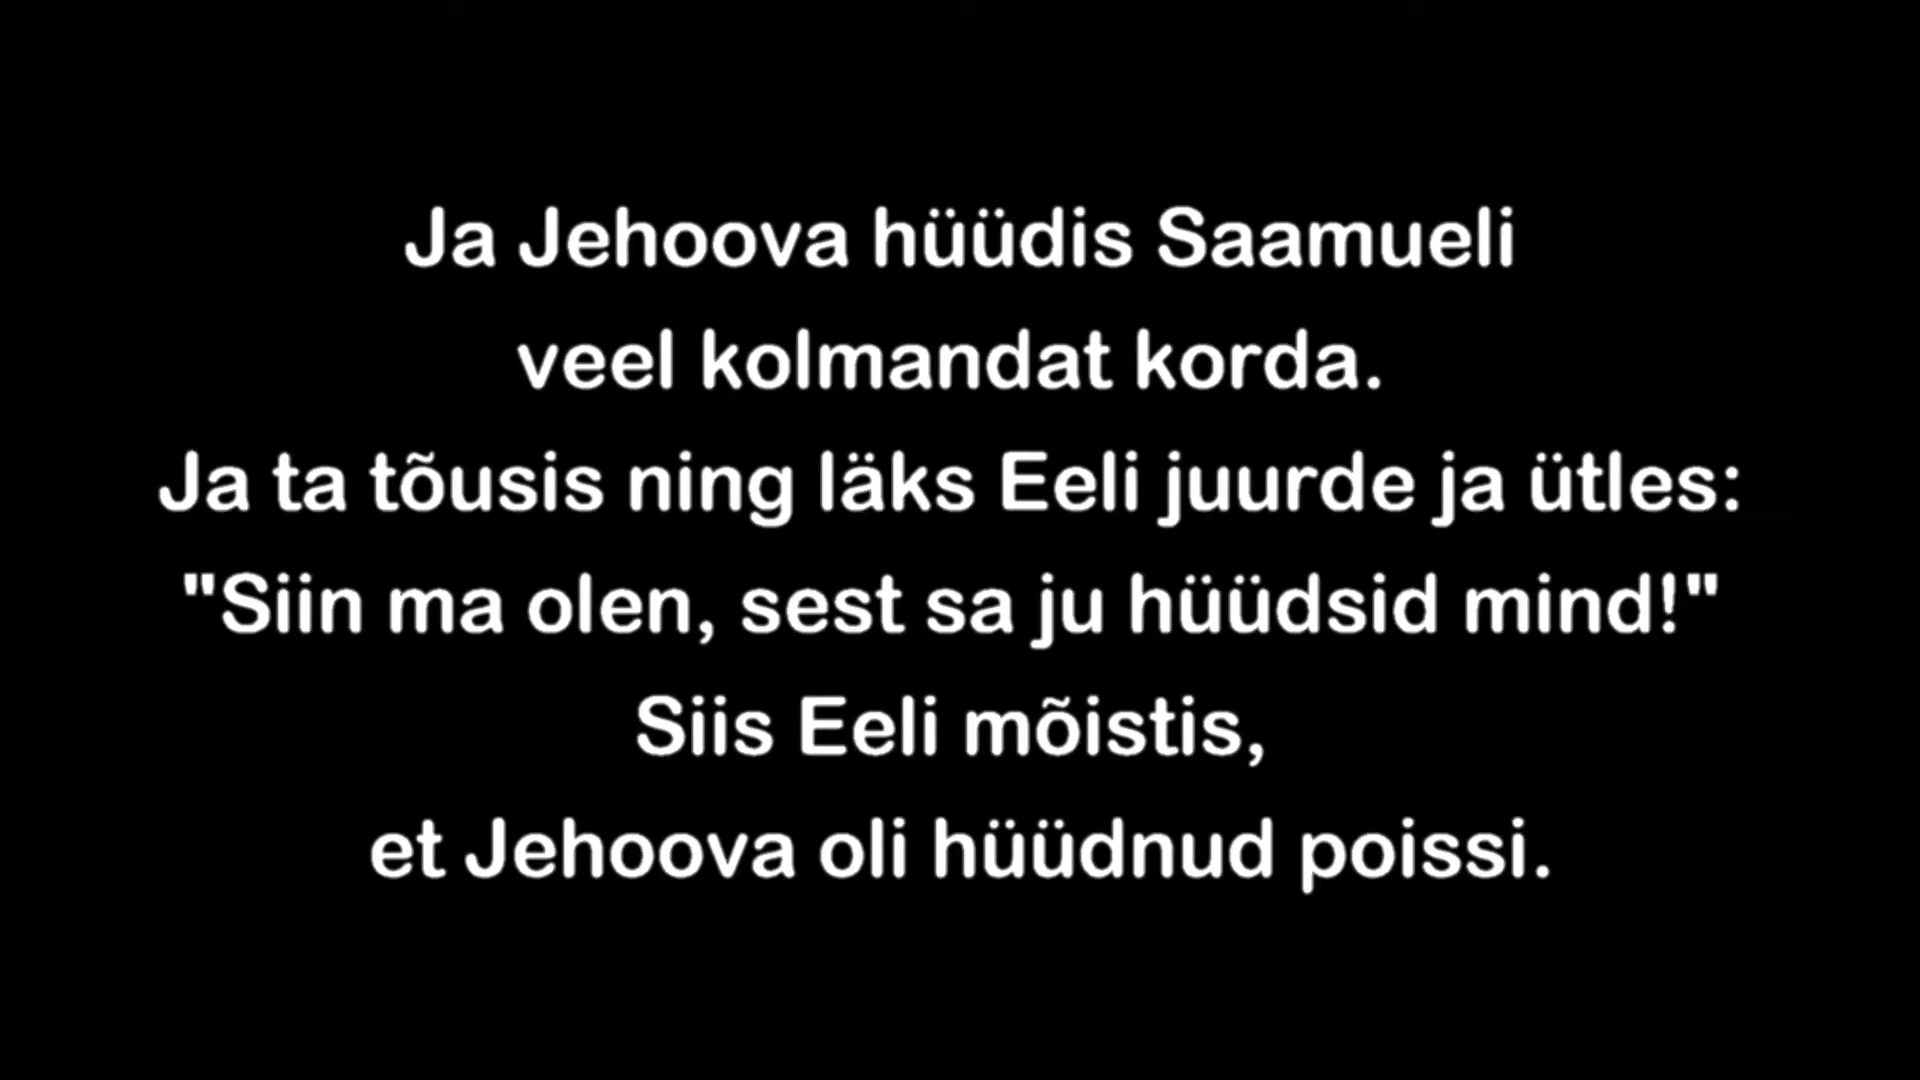 Ja Jehoova hüüdis Saamueli
veel kolmandat korda.
Ja ta tõusis ning läks Eeli juurde ja ütles:
"Siin ma olen, sest sa ju hüüdsid mind!"
Siis Eeli mõistis,
et Jehoova oli hüüdnud poissi.